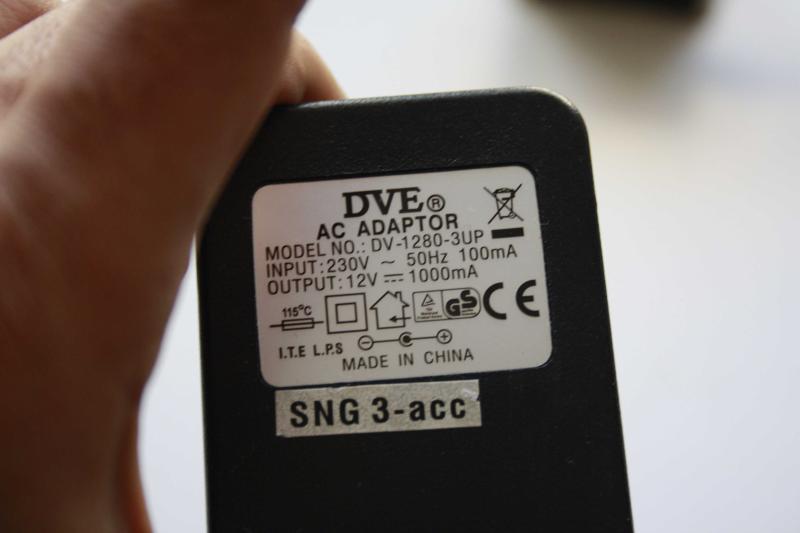 DVE®
AC ADAPTOR
MODEL NO.: DV-1280-3UP
INPUT: 230V ~ 50Hz 100mA
OUTPUT: 12V ⎓ 1000mA
115°C
GS
CE
I.T.E L.P.S
MADE IN CHINA
SNG 3-acc